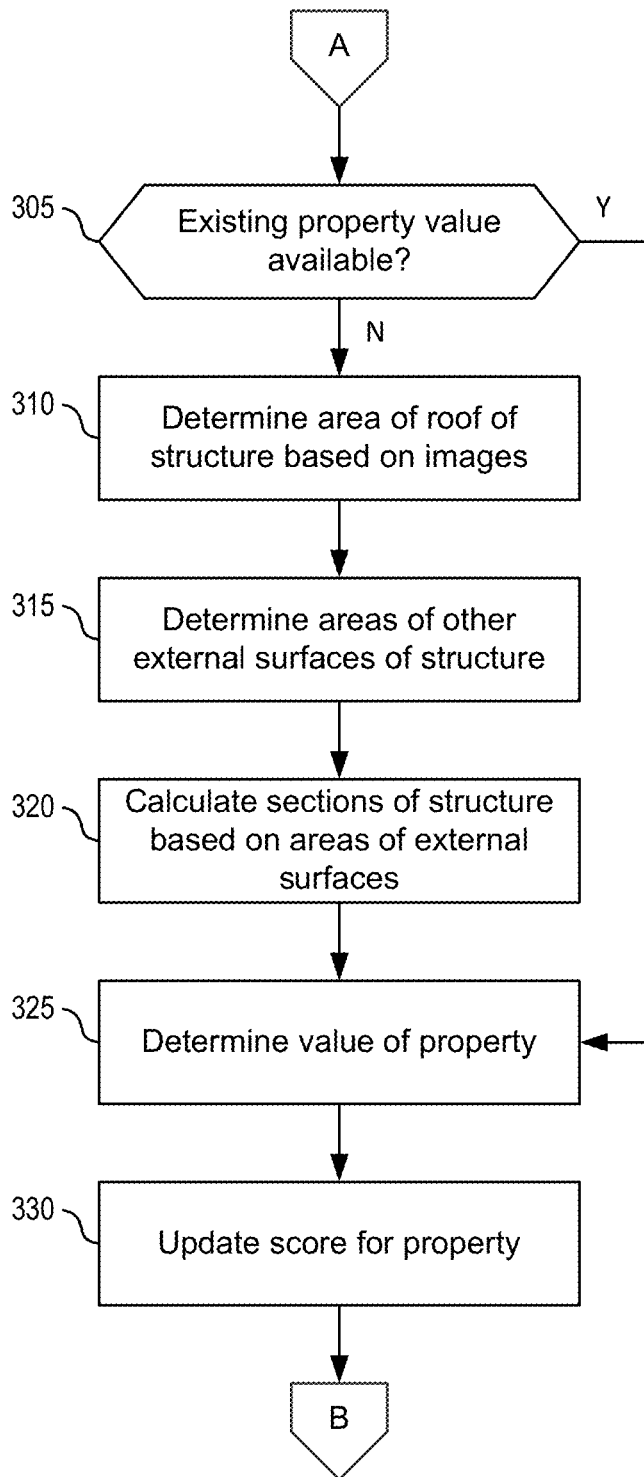 A
305
Existing property value
available?
Y
N
310
Determine area of roof of
structure based on images
315
Determine areas of other
external surfaces of structure
320
Calculate sections of structure
based on areas of external
surfaces
325
Determine value of property
330
Update score for property
B